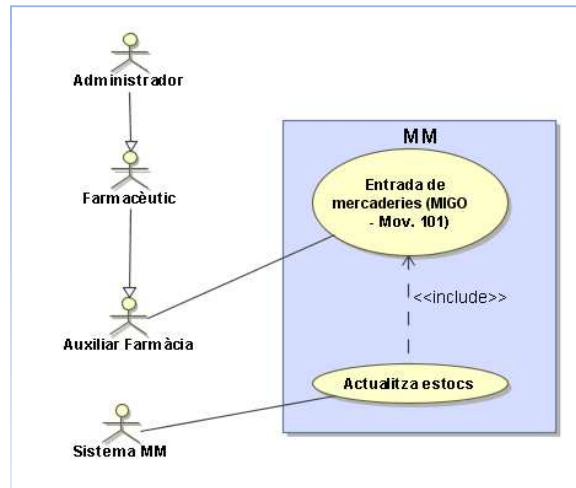 Administrador
MM
Entrada de
mercaderies (MIGO
- Mov. 101)
Farmacèutic
<<include>>
Auxiliar Farmàcia
Actualitza estocs
Sistema MM